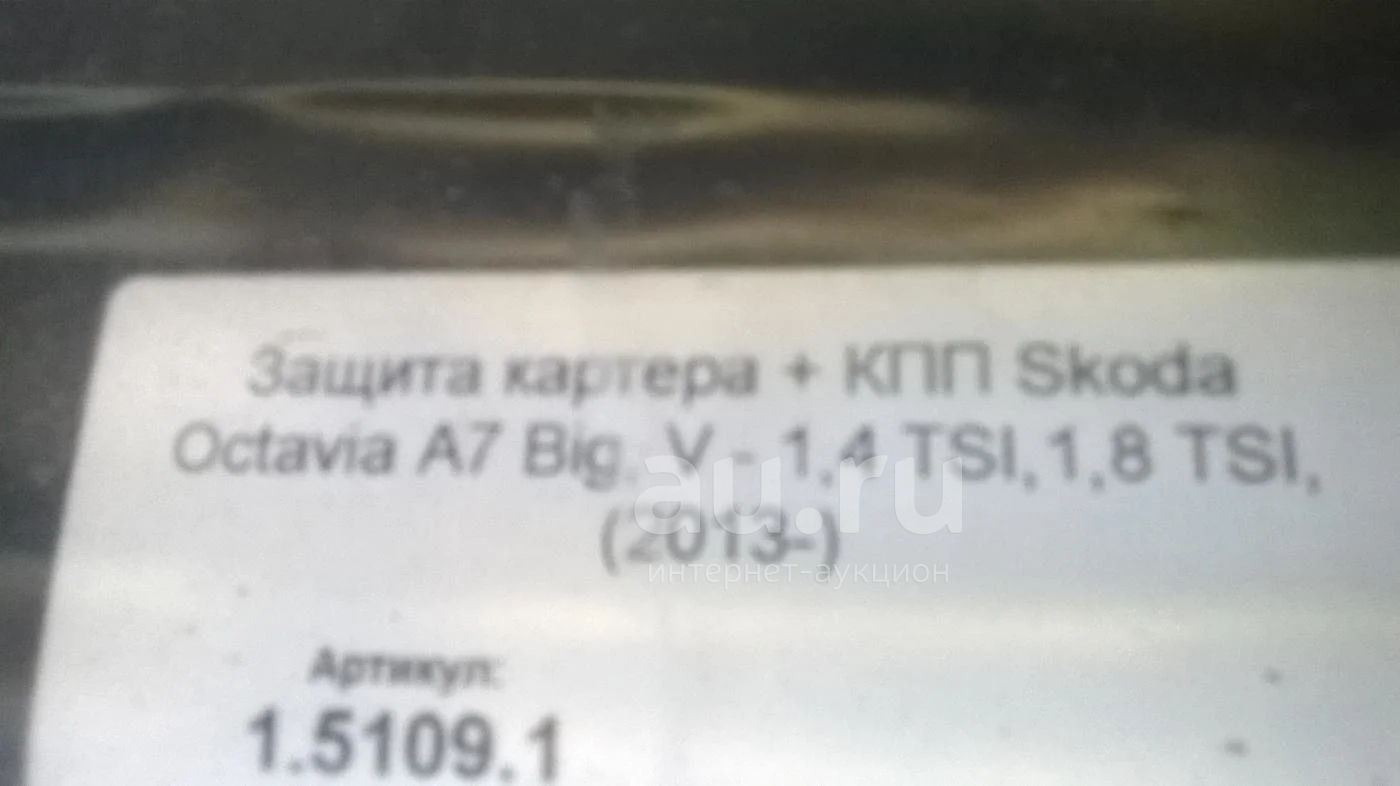 Защита картера + КПП Skoda
Octavia A7 Big, V - 1,4 TSI,1,8 TSI,
(2013-)
au.ru
интернет-аукцион
Артикул:
1.5109.1